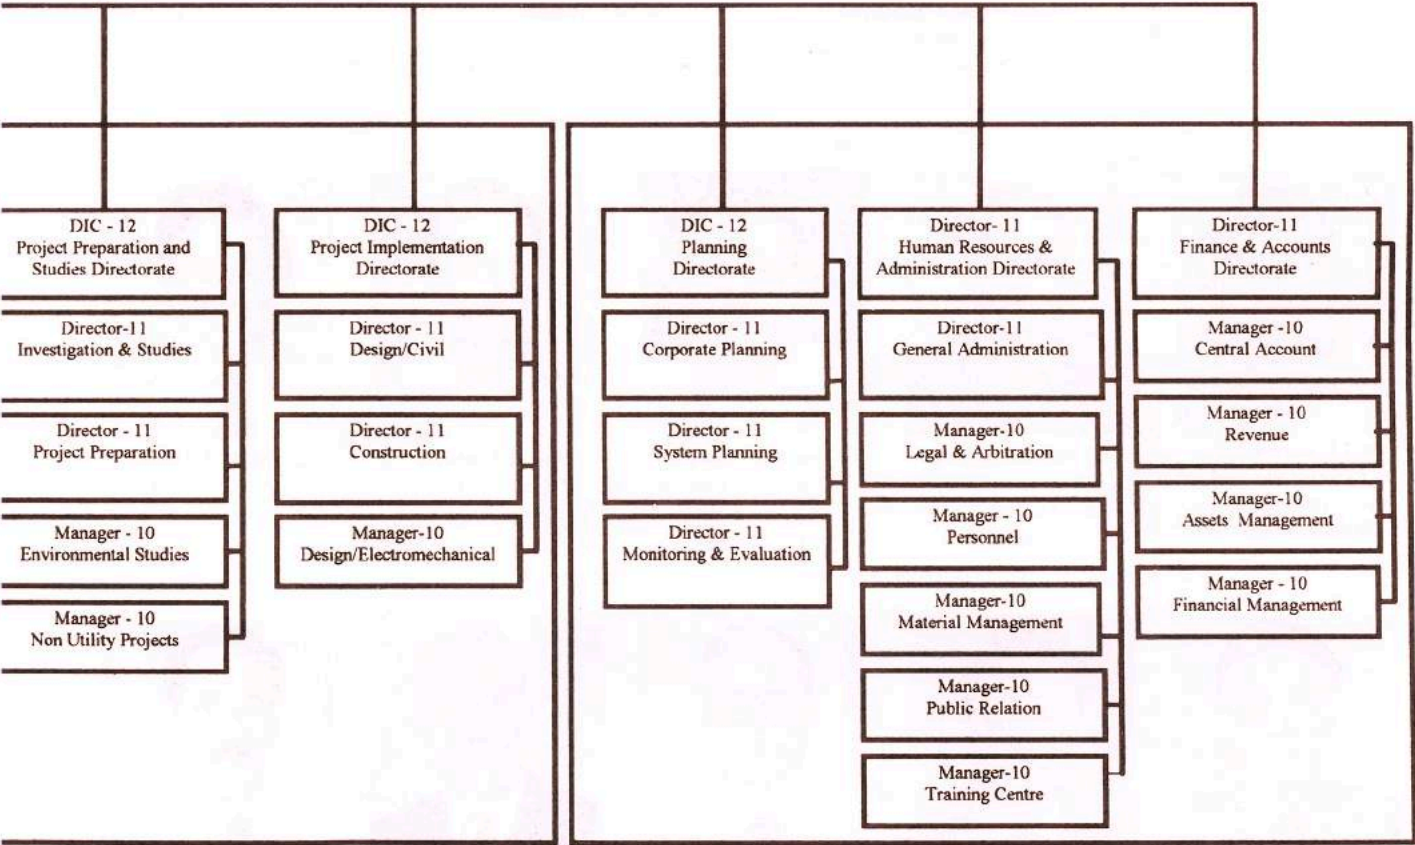 DIC - 12
Project Preparation and
Studies Directorate
Director-11
Investigation & Studies
Director - 11
Project Preparation
Manager - 10
Environmental Studies
Manager - 10
Non Utility Projects
DIC - 12
Project Implementation
Directorate
Director - 11
Design/Civil
Director - 11
Construction
Manager-10
Design/Electromechanical
DIC - 12
Planning
Directorate
Director - 11
Corporate Planning
Director - 11
System Planning
Director - 11
Monitoring & Evaluation
Director- 11
Human Resources &
Administration Directorate
Director-11
General Administration
Manager-10
Legal & Arbitration
Manager - 10
Personnel
Manager-10
Material Management
Manager-10
Public Relation
Manager-10
Training Centre
Director-11
Finance & Accounts
Directorate
Manager -10
Central Account
Manager - 10
Revenue
Manager-10
Assets Management
Manager - 10
Financial Management